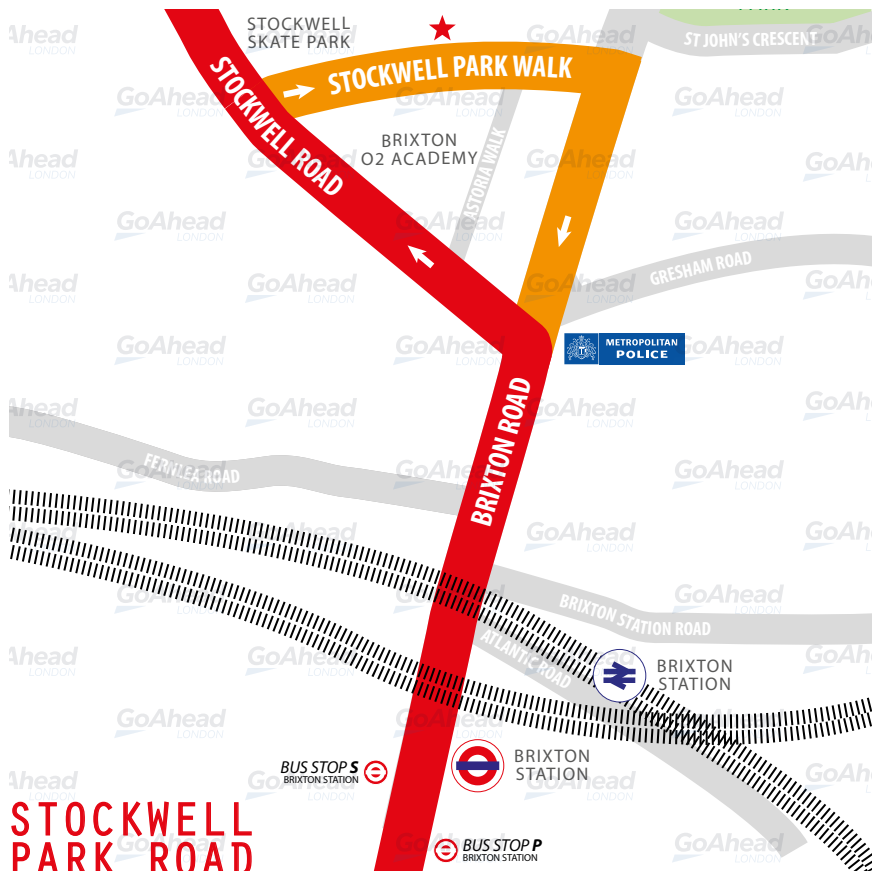 STOCKWELL
SKATE PARK
ST JOHN'S CRESCENT
STOCKWELL PARK WALK
STOCKWELL ROAD
BRIXTON
O2 ACADEMY
ASTORIA WALK
GRESHAM ROAD
METROPOLITAN
POLICE
BRIXTON ROAD
FERNLEA ROAD
BRIXTON STATION ROAD
ATLANTIC ROAD
BRIXTON
STATION
BRIXTON
STATION
BUS STOP S
BRIXTON STATION
BUS STOP P
BRIXTON STATION
STOCKWELL
PARK ROAD
GoAhead
LONDON